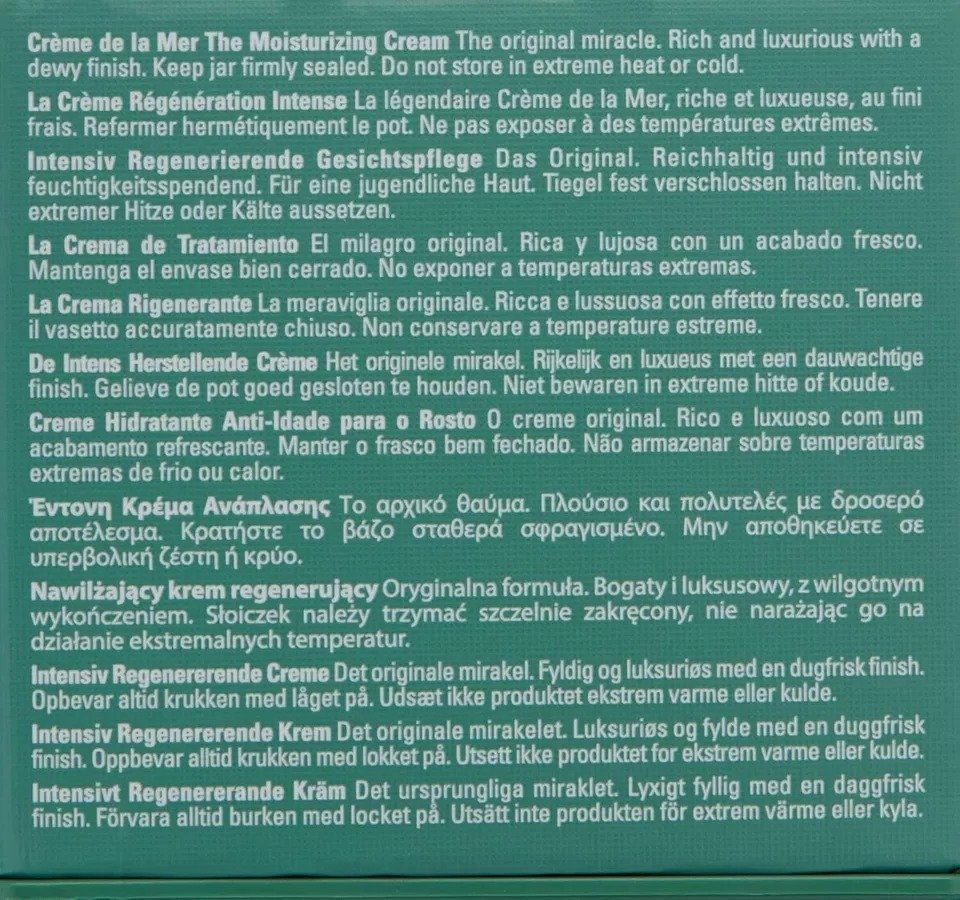 Crème de la Mer The Moisturizing Cream The original miracle. Rich and luxurious with a
dewy finish. Keep jar firmly sealed. Do not store in extreme heat or cold.
La Crème Régénération Intense La légendaire Crème de la Mer, riche et luxueuse, au fini
frais. Refermer hermétiquement le pot. Ne pas exposer à des températures extrêmes.
Intensiv Regenerierende Gesichtspflege Das Original. Reichhaltig und intensiv
feuchtigkeitsspendend. Für eine jugendliche Haut. Tiegel fest verschlossen halten. Nicht
extremer Hitze oder Kälte aussetzen.
La Crema de Tratamiento El milagro original. Rica y lujosa con un acabado fresco.
Mantenga el envase bien cerrado. No exponer a temperaturas extremas.
La Crema Rigenerante La meraviglia originale. Ricca e lussuosa con effetto fresco. Tenere
il vasetto accuratamente chiuso. Non conservare a temperature estreme.
De Intens Herstellende Crème Het originele mirakel. Rijkelijk en luxueus met een dauwachtige
finish. Gelieve de pot goed gesloten te houden. Niet bewaren in extreme hitte of koude.
Creme Hidratante Anti-Idade para o Rosto O creme original. Rico e luxuoso com um
acabamento refrescante. Manter o frasco bem fechado. Não armazenar sobre temperaturas
extremas de frio ou calor.
Έντονη Κρέμα Ανάπλασης Το αρχικό θαύμα. Πλούσιο και πολυτελές με δροσερό
αποτέλεσμα. Κρατήστε το βάζο σταθερά σφραγισμένο. Μην αποθηκεύετε σε
υπερβολική ζέστη ή κρύο.
Nawilżający krem regenerujący Oryginalna formuła. Bogaty i luksusowy, z wilgotnym
wykończeniem. Słoiczek należy trzymać szczelnie zakręcony, nie narażając go na
działanie ekstremalnych temperatur.
Intensiv Regenererende Creme Det originale mirakel. Fyldig og luksuriøs med en dugfrisk finish.
Opbevar altid krukken med låget på. Udsæt ikke produktet ekstrem varme eller kulde.
Intensiv Regenererende Krem Det originale mirakelet. Luksuriøs og fylde med en duggfrisk
finish. Oppbevar alltid krukken med lokket på. Utsett ikke produktet for ekstrem varme eller kulde.
Intensivt Regenererande Kräm Det ursprungliga miraklet. Lyxigt fyllig med en daggfrisk
finish. Förvara alltid burken med locket på. Utsätt inte produkten för extrem värme eller kyla.